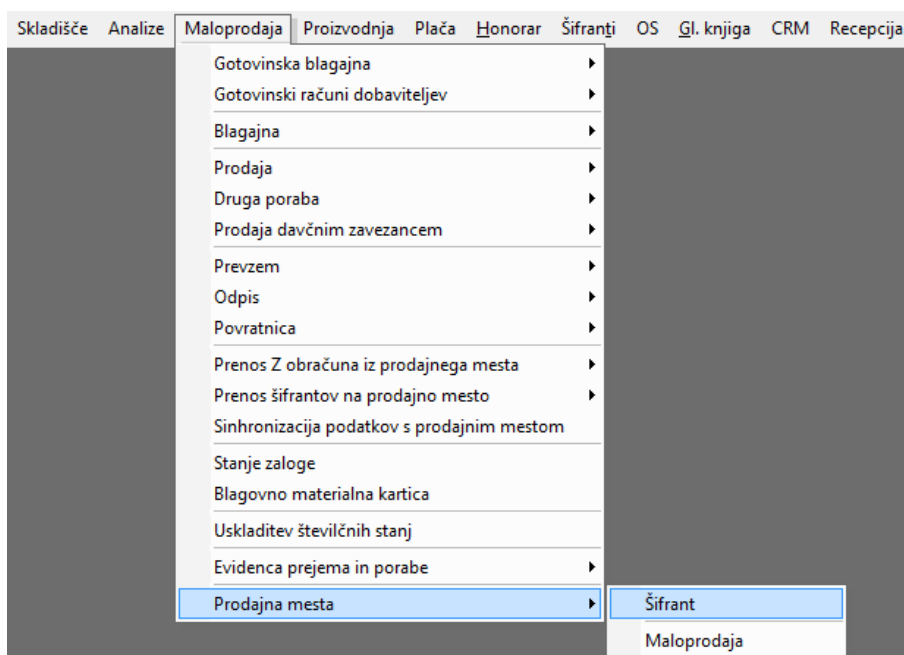 Skladišče Analize Maloprodaja Proizvodnja Plača Honorar Šifranti OS Gl. knjiga CRM Recepcija
Gotovinska blagajna
Gotovinski računi dobaviteljev
Blagajna
Prodaja
Druga poraba
Prodaja davčnim zavezancem
Prevzem
Odpis
Povratnica
Prenos Z obračuna iz prodajnega mesta
Prenos šifrantov na prodajno mesto
Sinhronizacija podatkov s prodajnim mestom
Stanje zaloge
Blagovno materialna kartica
Uskladitev številčnih stanj
Evidenca prejema in porabe
Prodajna mesta
Šifrant
Maloprodaja